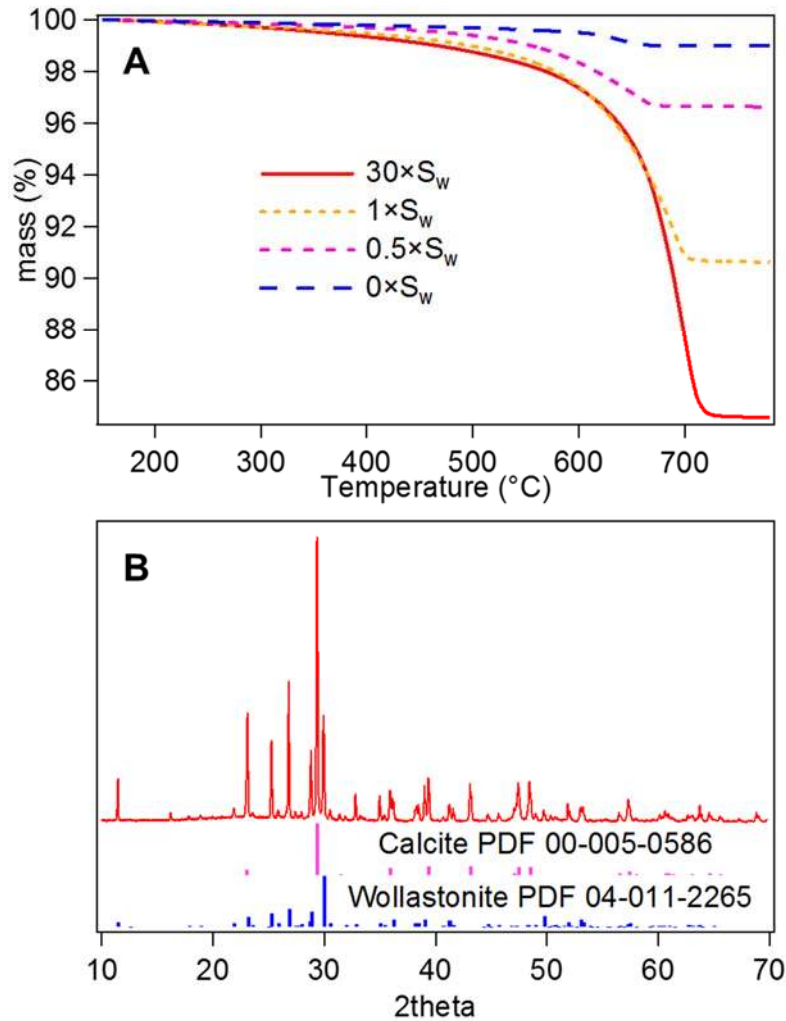 A
100
98
96
94
92
90
88
86
mass (%)
30×Sw
1×Sw
0.5×Sw
0×Sw
200 300 400 500 600 700
Temperature (°C)
B
Calcite PDF 00-005-0586
Wollastonite PDF 04-011-2265
10 20 30 40 50 60 70
2theta